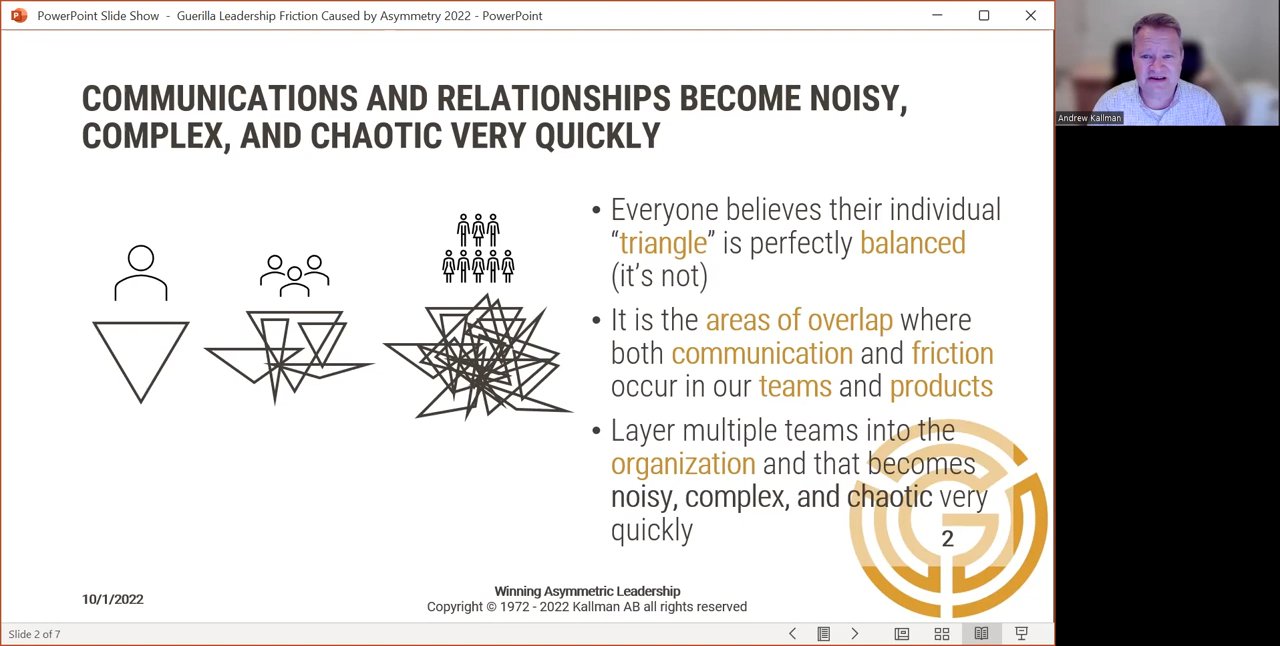 PowerPoint Slide Show - Guerilla Leadership Friction Caused by Asymmetry 2022 - PowerPoint
COMMUNICATIONS AND RELATIONSHIPS BECOME NOISY,
COMPLEX, AND CHAOTIC VERY QUICKLY
• Everyone believes their individual
“triangle” is perfectly balanced
(it’s not)
• It is the areas of overlap where
both communication and friction
occur in our teams and products
• Layer multiple teams into the
organization and that becomes
noisy, complex, and chaotic very
quickly
2
10/1/2022
Winning Asymmetric Leadership
Copyright © 1972 - 2022 Kallman AB all rights reserved
Slide 2 of 7
Andrew Kallman